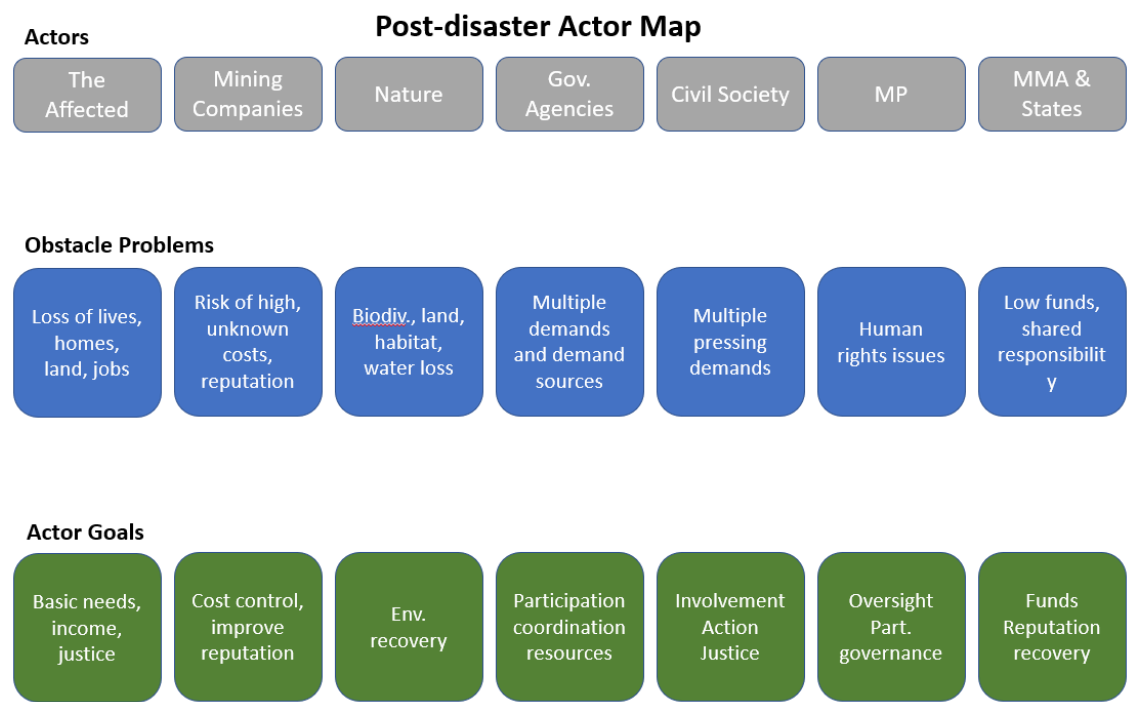 Post-disaster Actor Map
Actors
The
Affected
Mining
Companies
Nature
Gov.
Agencies
Civil Society
MP
MMA &
States
Obstacle Problems
Loss of lives,
homes,
land, jobs
Risk of high,
unknown
costs,
reputation
Biodiv., land,
habitat,
water loss
Multiple
demands
and demand
sources
Multiple
pressing
demands
Human
rights issues
Low funds,
shared
responsibilit
y
Actor Goals
Basic needs,
income,
justice
Cost control,
improve
reputation
Env.
recovery
Participation
coordination
resources
Involvement
Action
Justice
Oversight
Part.
governance
Funds
Reputation
recovery